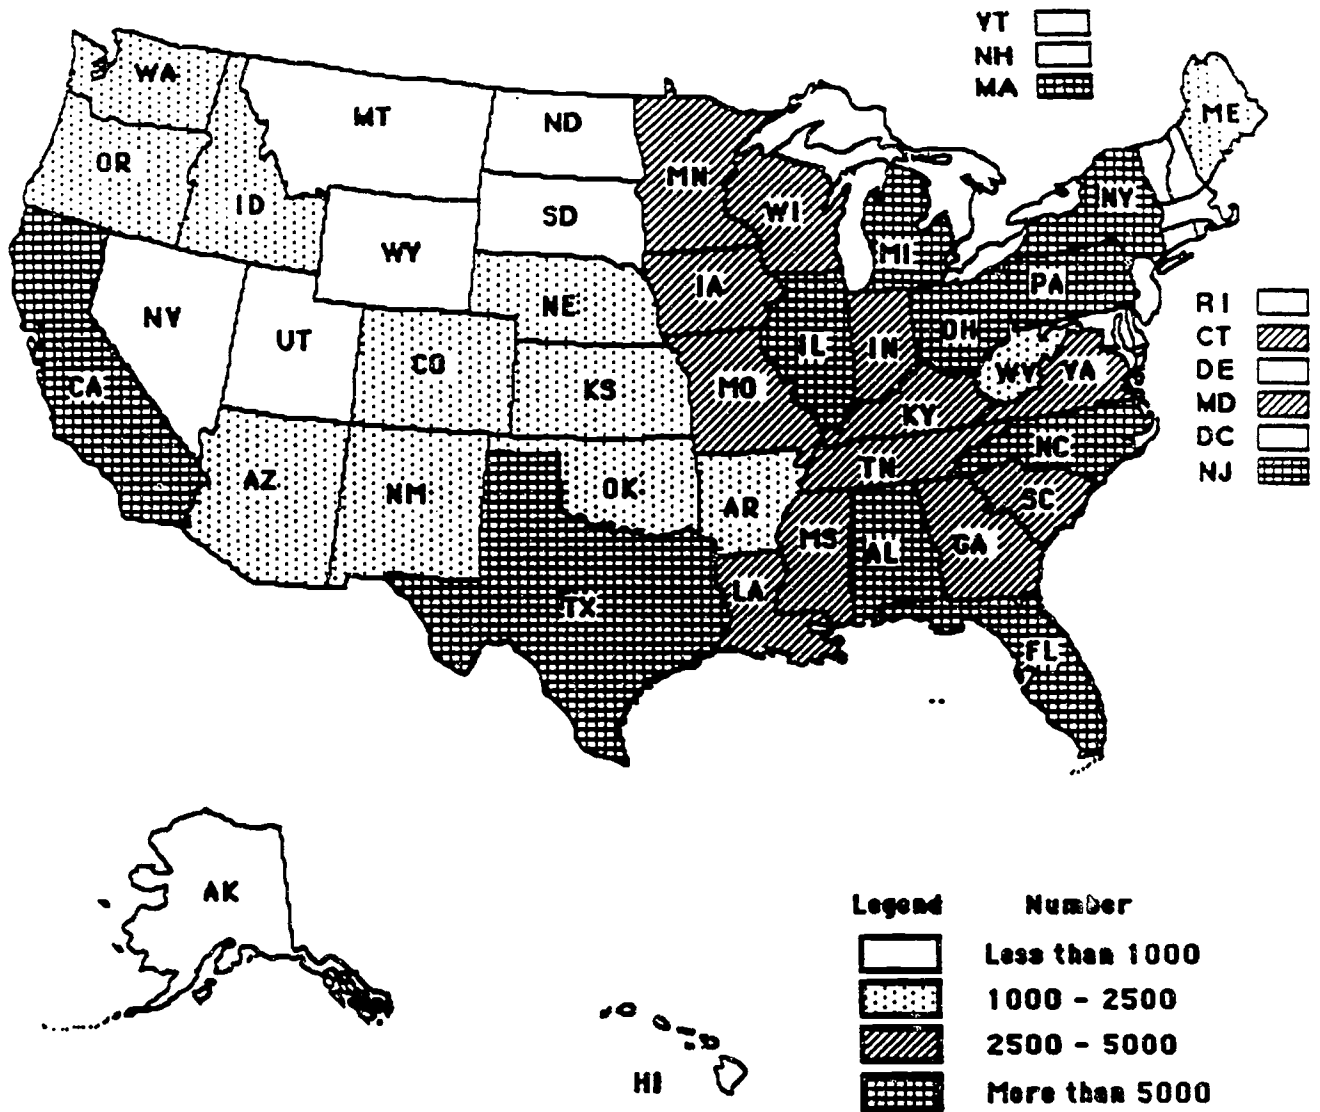 VT
NH
MA
WA
MT
ND
ME
OR
MN
NY
ID
SD
WI
WY
MI
PA
NE
IA
RI
NV
UT
CO
OH
IL
IN
CT
WV
VA
DE
CA
KS
MO
KY
MD
DC
NC
TN
NJ
AZ
NM
OK
AR
SC
MS
AL
GA
LA
TX
FL
AK
HI
Legend Number
Less than 1000
1000 - 2500
2500 - 5000
More than 5000